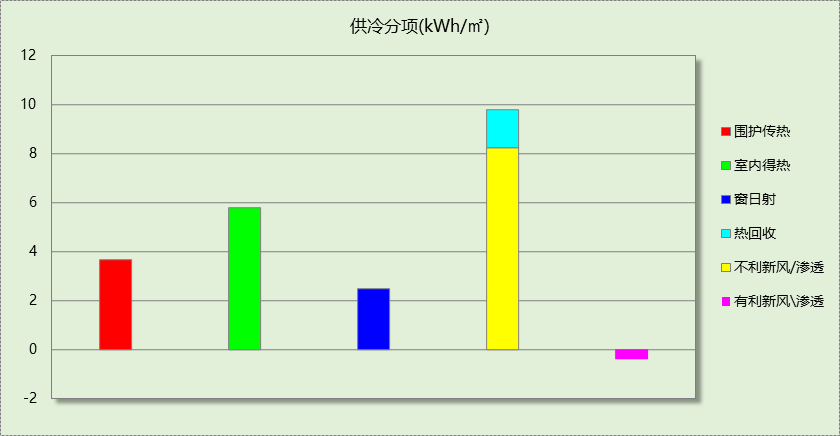 供冷分项(kWh/㎡)
12
10
8
6
4
2
0
-2
围护传热
室内得热
窗日射
热回收
不利新风/渗透
有利新风\渗透